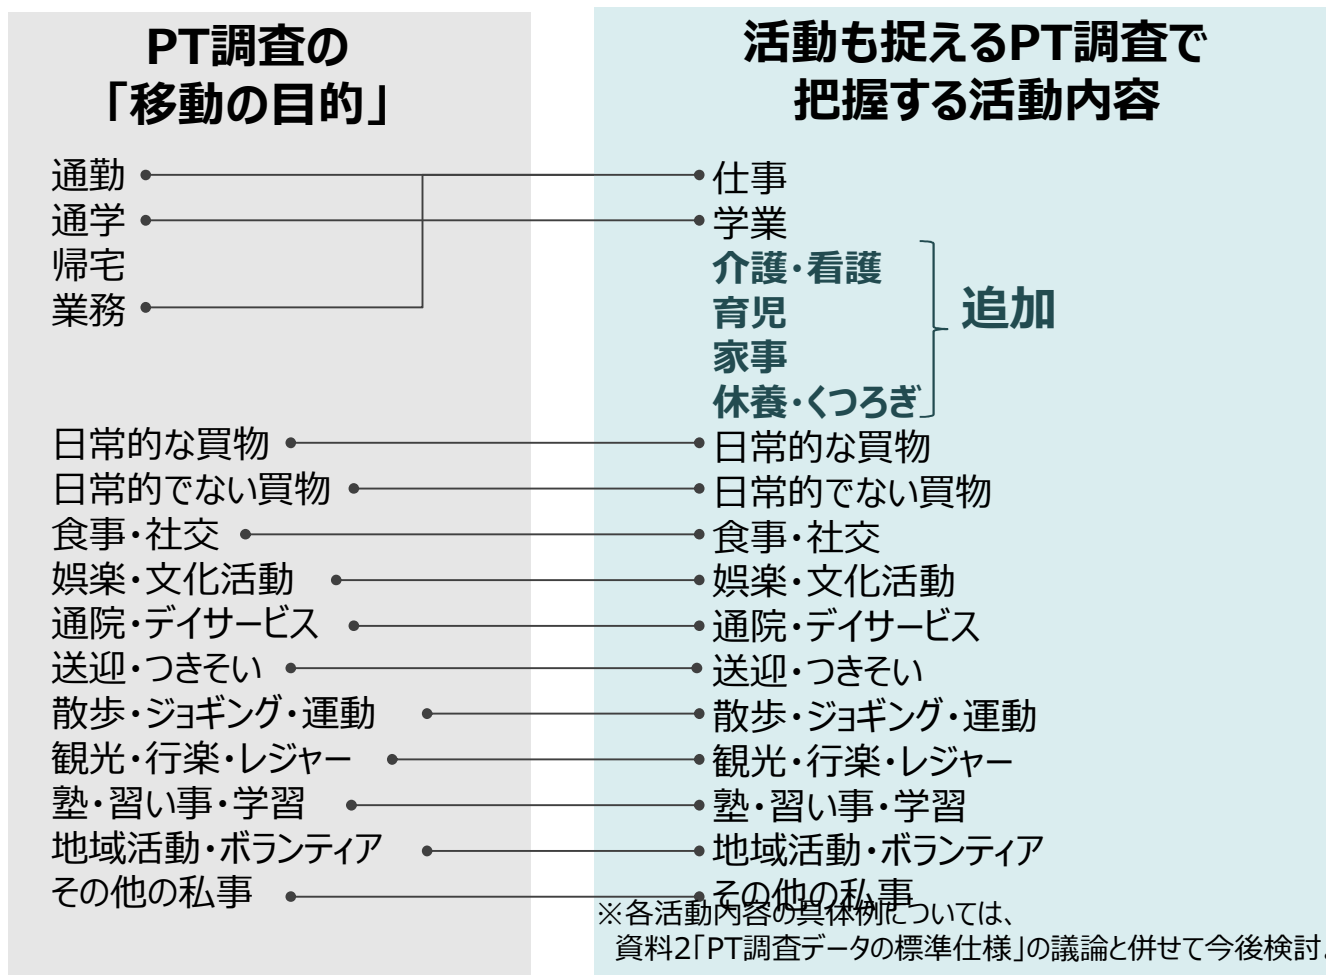 PT調査の
「移動の目的」
通勤
通学
帰宅
業務
日常的な買物
日常的でない買物
食事・社交
娯楽・文化活動
通院・デイサービス
送迎・つきそい
散歩・ジョギング・運動
観光・行楽・レジャー
塾・習い事・学習
地域活動・ボランティア
その他の私事
活動も捉えるPT調査で
把握する活動内容
仕事
学業
介護・看護
育児
家事
休養・くつろぎ
追加
日常的な買物
日常的でない買物
食事・社交
娯楽・文化活動
通院・デイサービス
送迎・つきそい
散歩・ジョギング・運動
観光・行楽・レジャー
塾・習い事・学習
地域活動・ボランティア
その他の私事
※各活動内容の具体例については、
資料2「PT調査データの標準仕様」の議論と併せて今後検討。